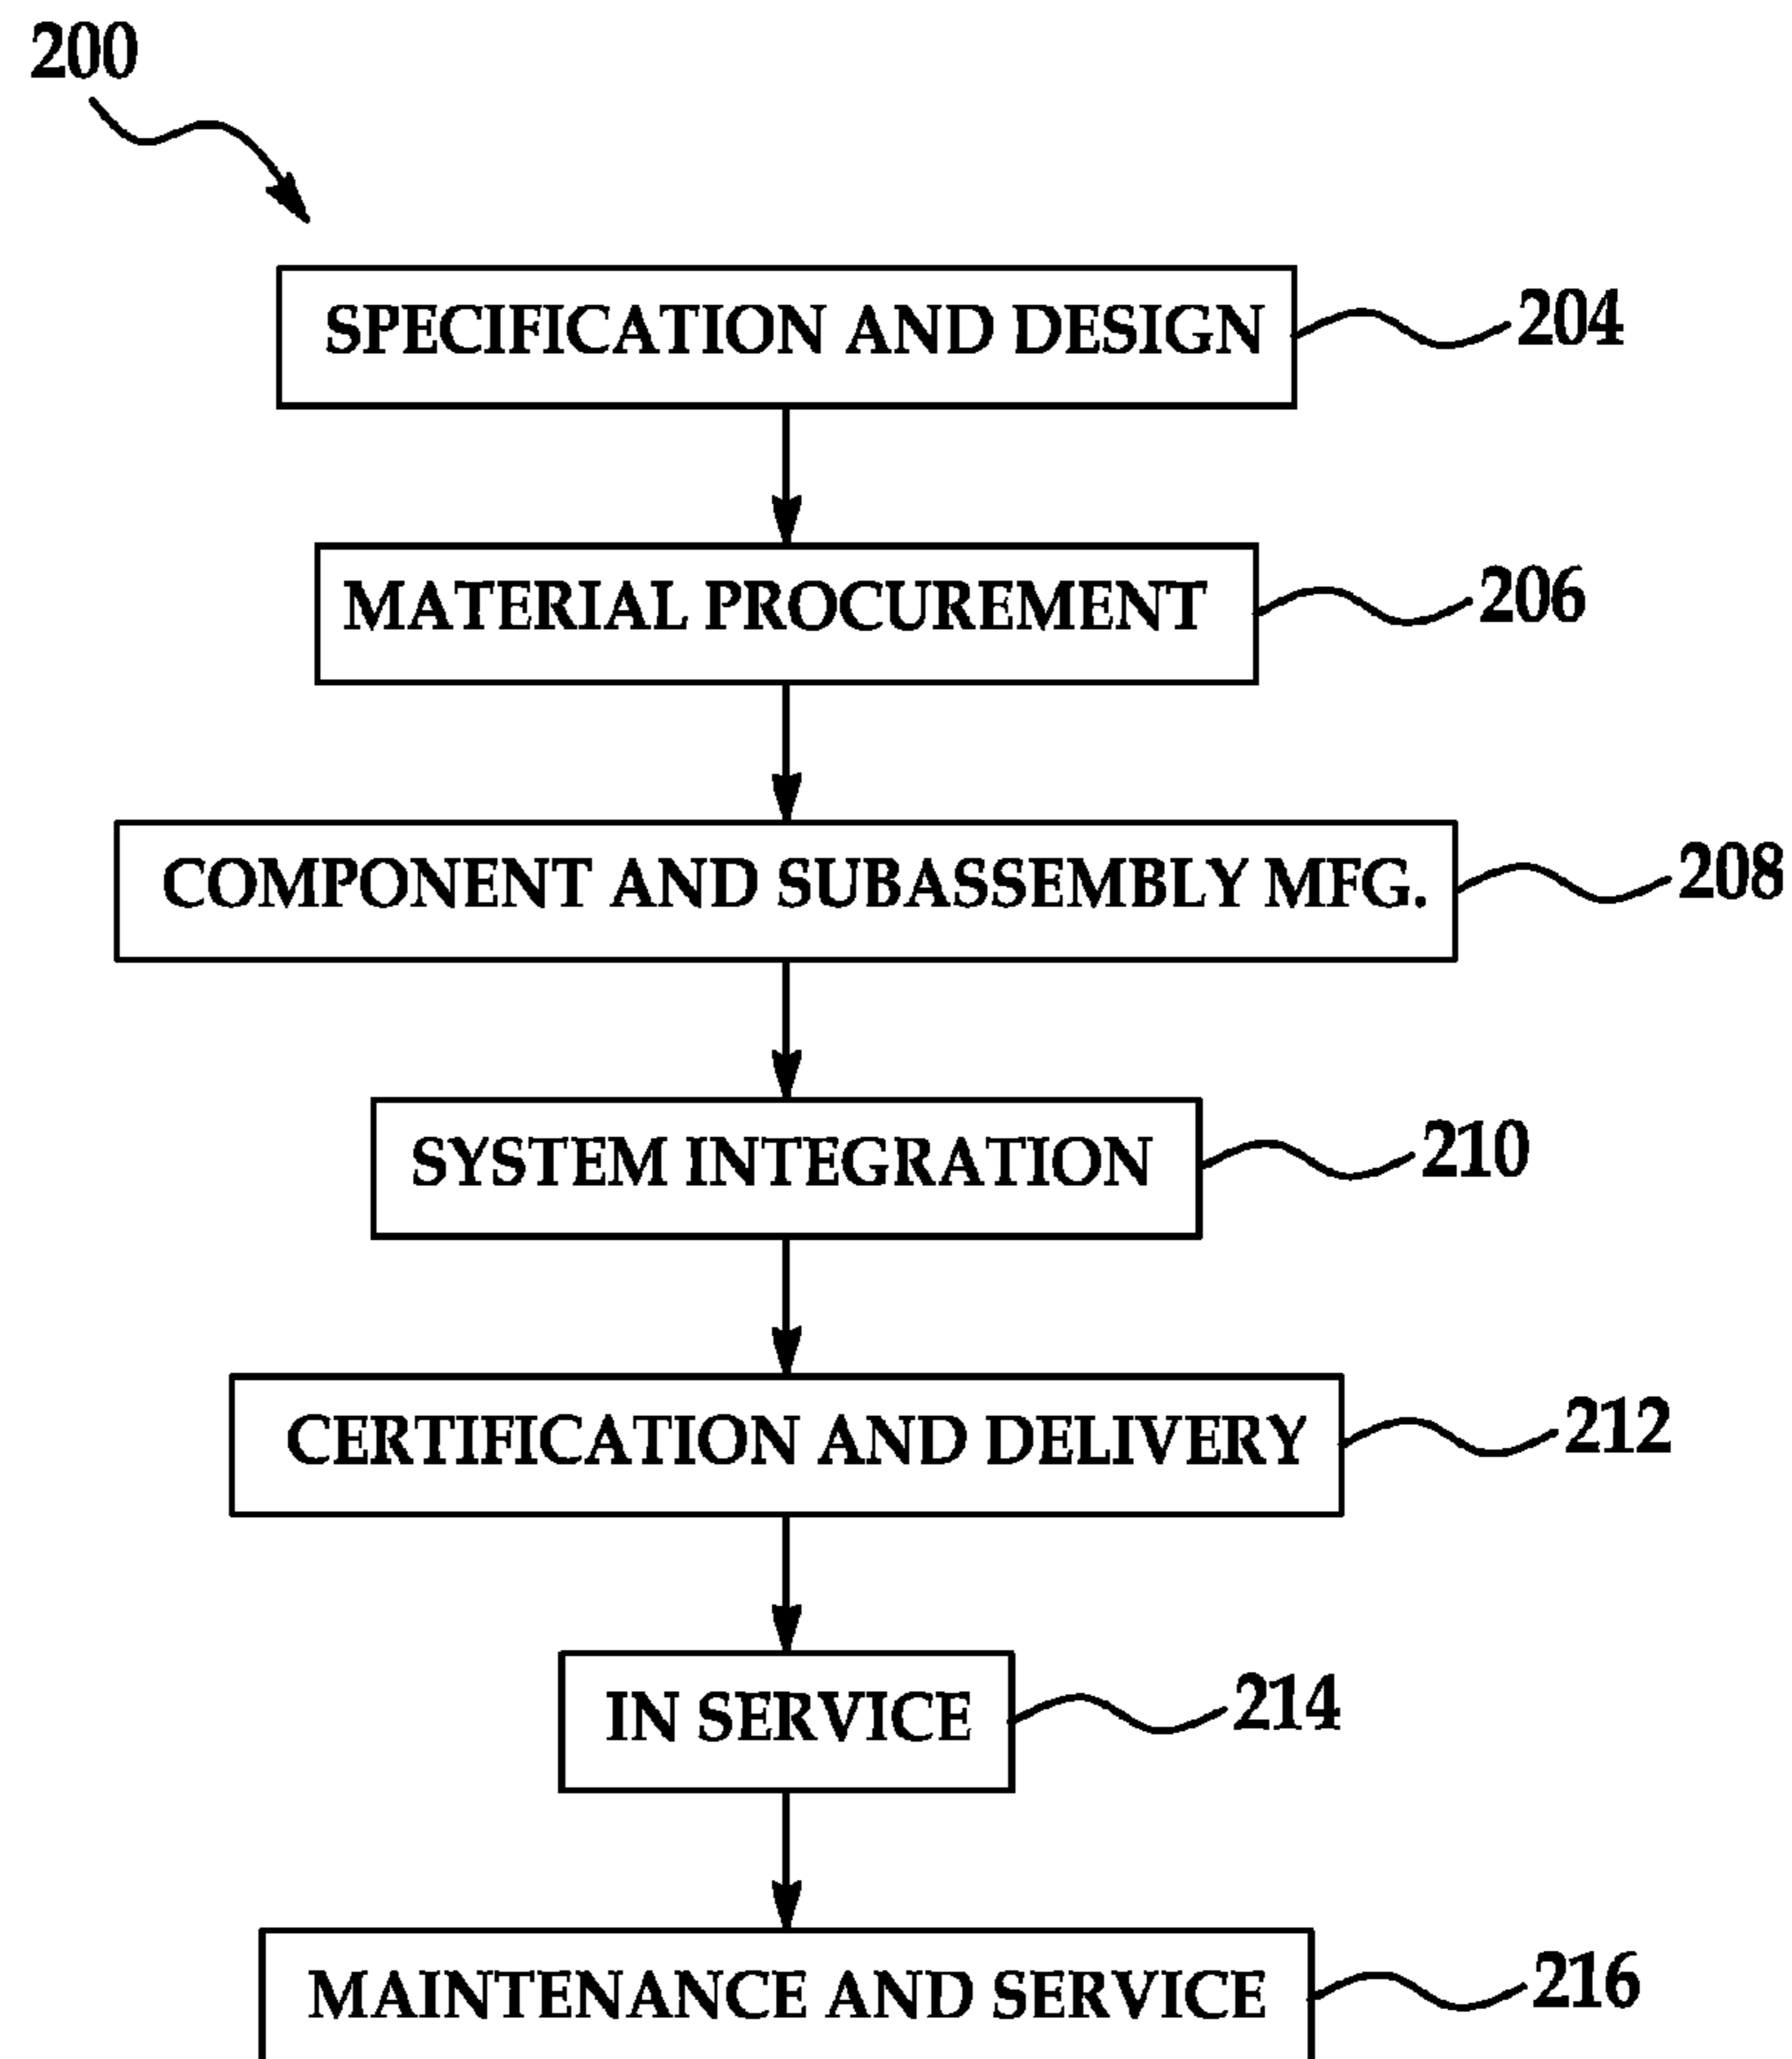 200
SPECIFICATION AND DESIGN 204
MATERIAL PROCUREMENT 206
COMPONENT AND SUBASSEMBLY MFG. 208
SYSTEM INTEGRATION 210
CERTIFICATION AND DELIVERY 212
IN SERVICE 214
MAINTENANCE AND SERVICE 216